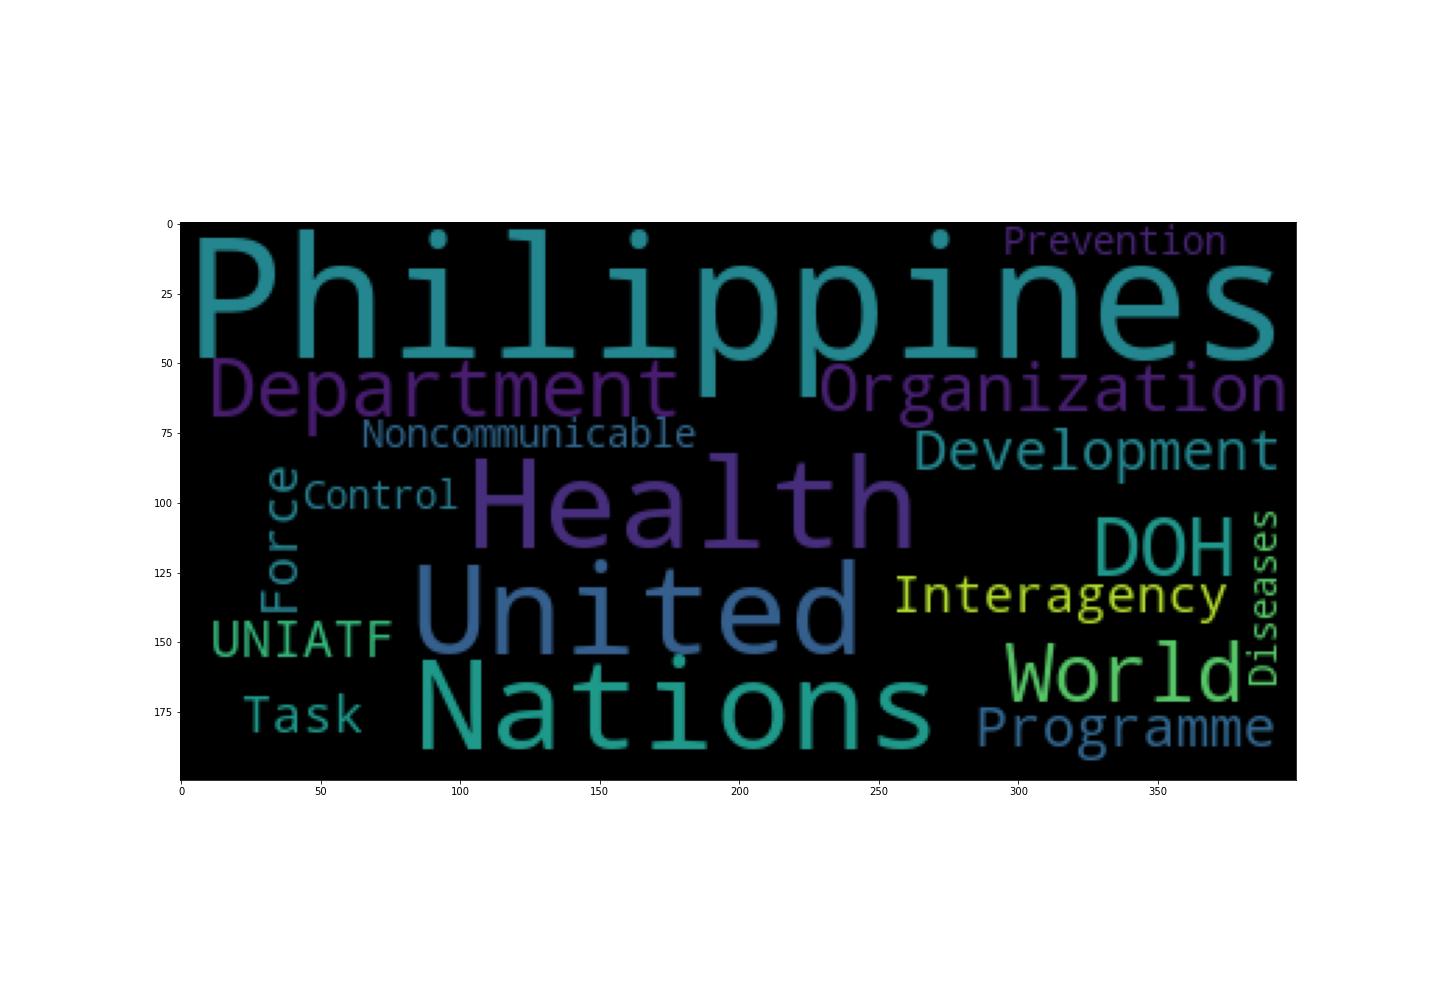 0
Philippines
Prevention
25
50
Department
Organization
75
Noncommunicable
Development
Health
Control
Force
100
DOH
Diseases
125
United
Interagency
UNIATF
150
World
Nations
Task
Programme
175
0 50 100 150 200 250 300 350